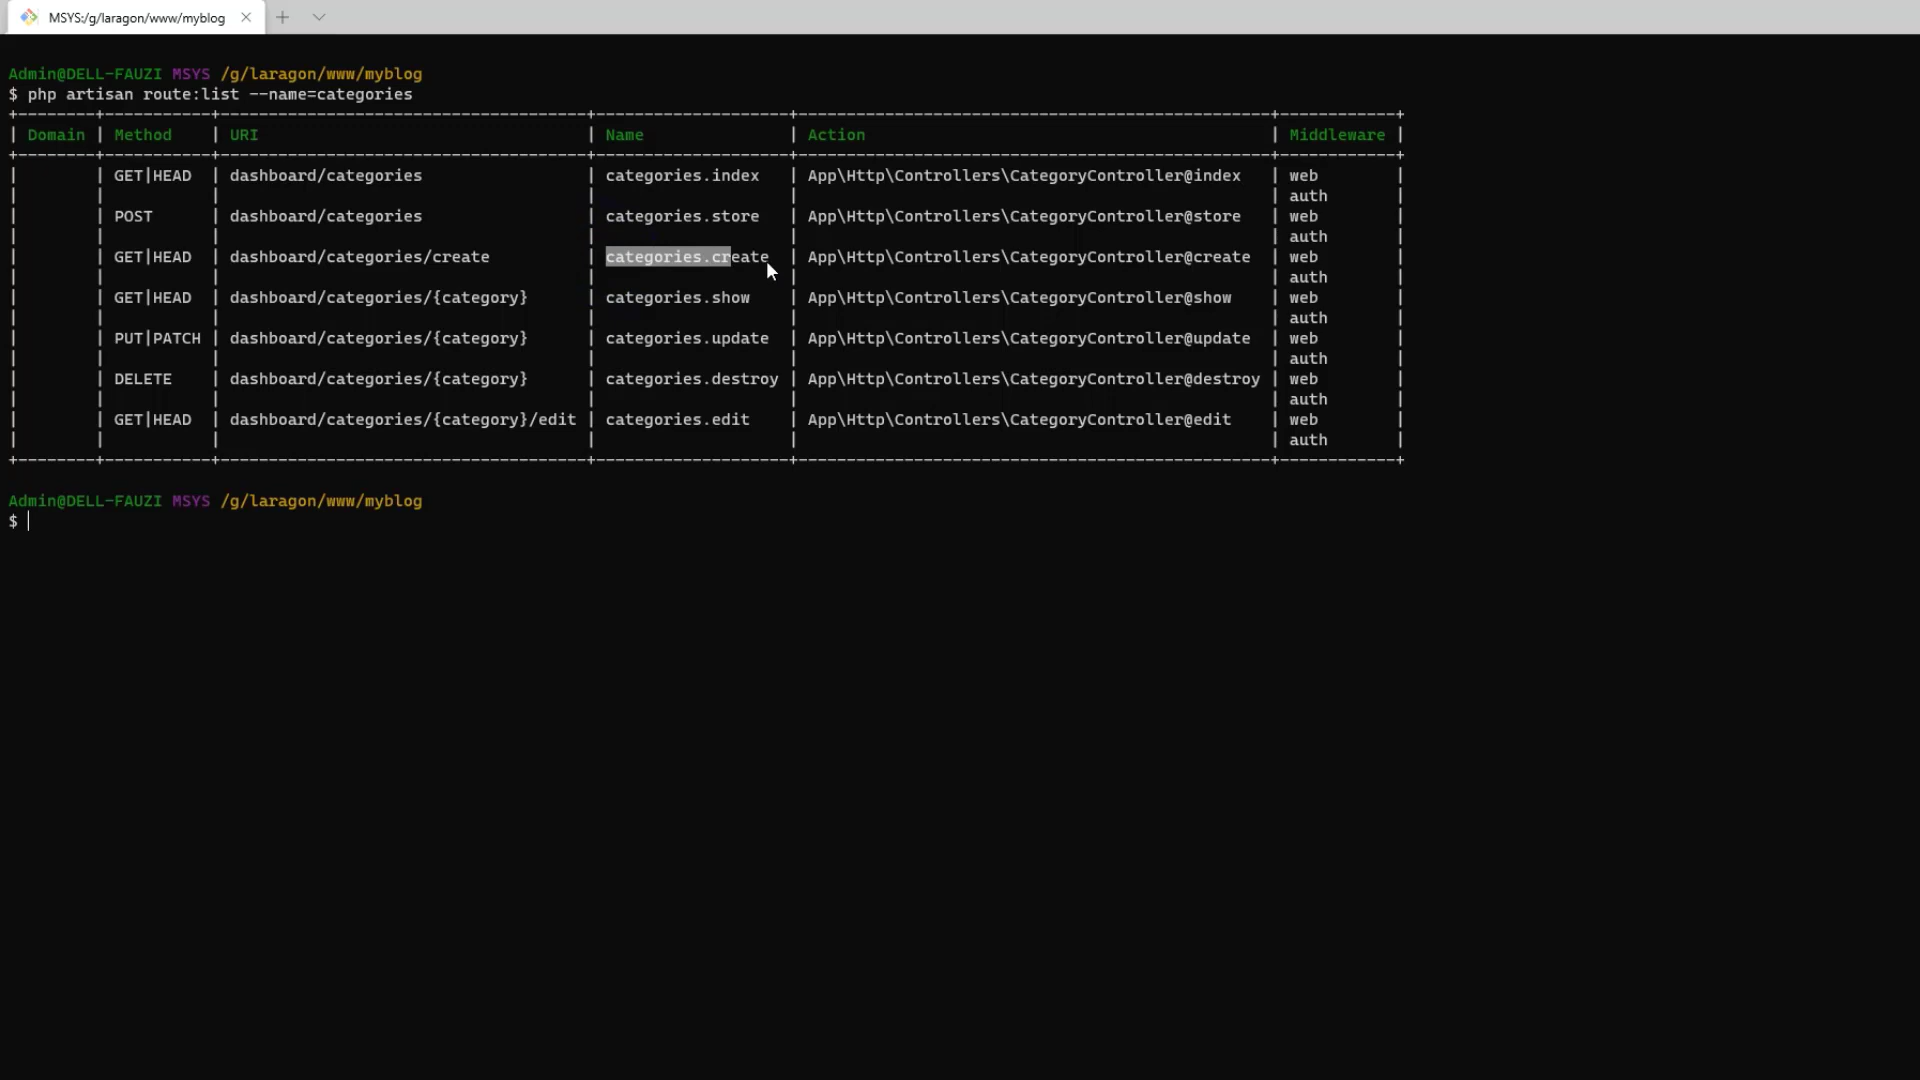 MSYS:/g/laragon/www/myblog
Admin@DELL-FAUZI MSYS /g/laragon/www/myblog
$ php artisan route:list --name=categories
+--------+-----------+--------------------------------------+--------------------+--------------------------------------------------+------------+
| Domain | Method    | URI                                  | Name               | Action                                           | Middleware |
+--------+-----------+--------------------------------------+--------------------+--------------------------------------------------+------------+
|        | GET|HEAD  | dashboard/categories                 | categories.index   | App\Http\Controllers\CategoryController@index    | web        |
|        |           |                                      |                    |                                                  | auth       |
|        | POST      | dashboard/categories                 | categories.store   | App\Http\Controllers\CategoryController@store    | web        |
|        |           |                                      |                    |                                                  | auth       |
|        | GET|HEAD  | dashboard/categories/create          | categories.create  | App\Http\Controllers\CategoryController@create   | web        |
|        |           |                                      |                    |                                                  | auth       |
|        | GET|HEAD  | dashboard/categories/{category}      | categories.show    | App\Http\Controllers\CategoryController@show     | web        |
|        |           |                                      |                    |                                                  | auth       |
|        | PUT|PATCH | dashboard/categories/{category}      | categories.update  | App\Http\Controllers\CategoryController@update   | web        |
|        |           |                                      |                    |                                                  | auth       |
|        | DELETE    | dashboard/categories/{category}      | categories.destroy | App\Http\Controllers\CategoryController@destroy  | web        |
|        |           |                                      |                    |                                                  | auth       |
|        | GET|HEAD  | dashboard/categories/{category}/edit | categories.edit    | App\Http\Controllers\CategoryController@edit     | web        |
|        |           |                                      |                    |                                                  | auth       |
+--------+-----------+--------------------------------------+--------------------+--------------------------------------------------+------------+
Admin@DELL-FAUZI MSYS /g/laragon/www/myblog
$